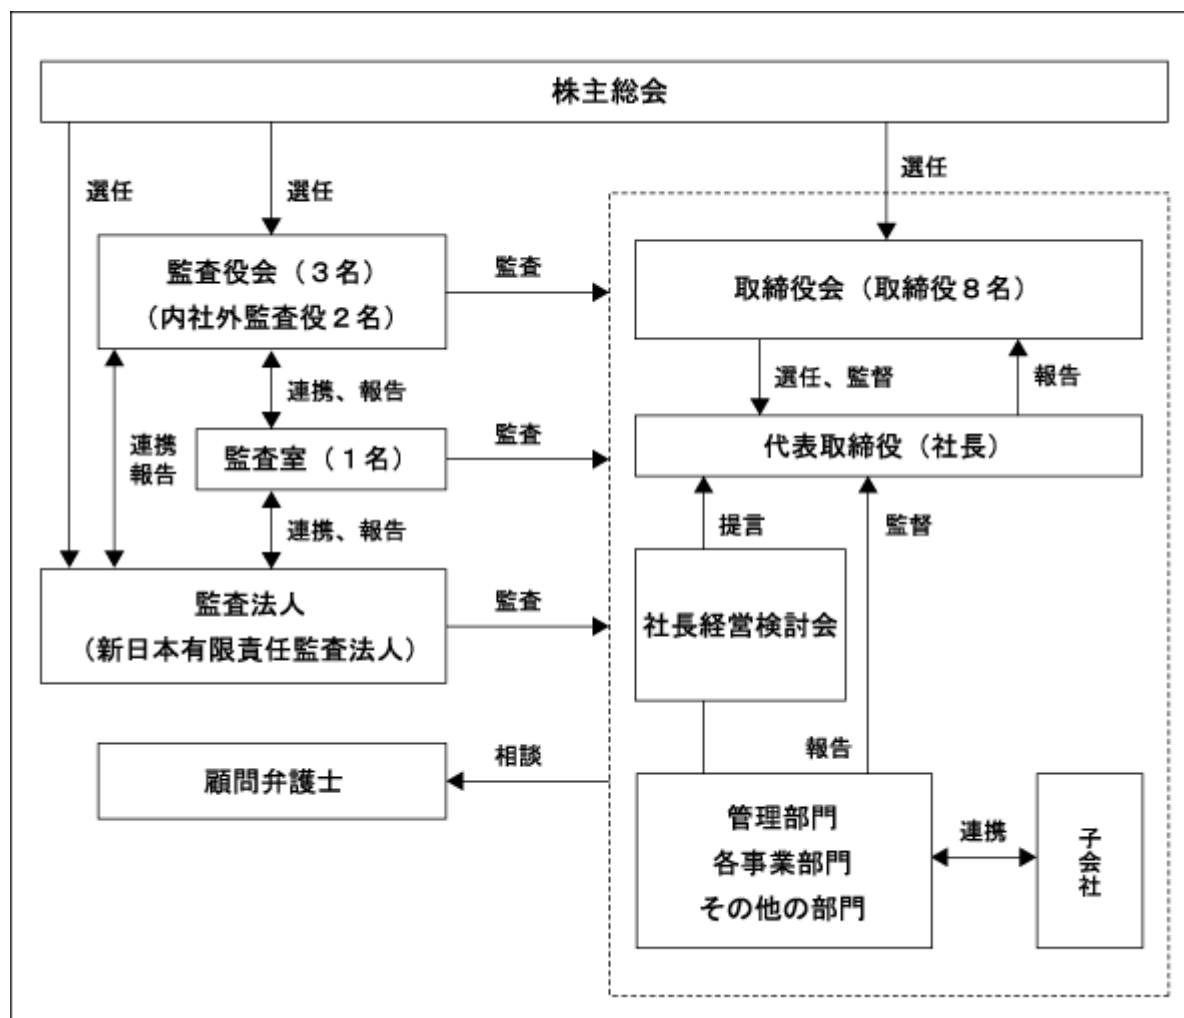 株主総会
選任
選任
選任
監査役会（３名）
（内社外監査役２名）
監査
取締役会（取締役８名）
連携、報告
選任、監督
報告
連携
報告
監査室（１名）
監査
代表取締役（社長）
連携、報告
提言
監督
監査法人
（新日本有限責任監査法人）
監査
社長経営検討会
顧問弁護士
相談
報告
管理部門
各事業部門
その他の部門
連携
子会社